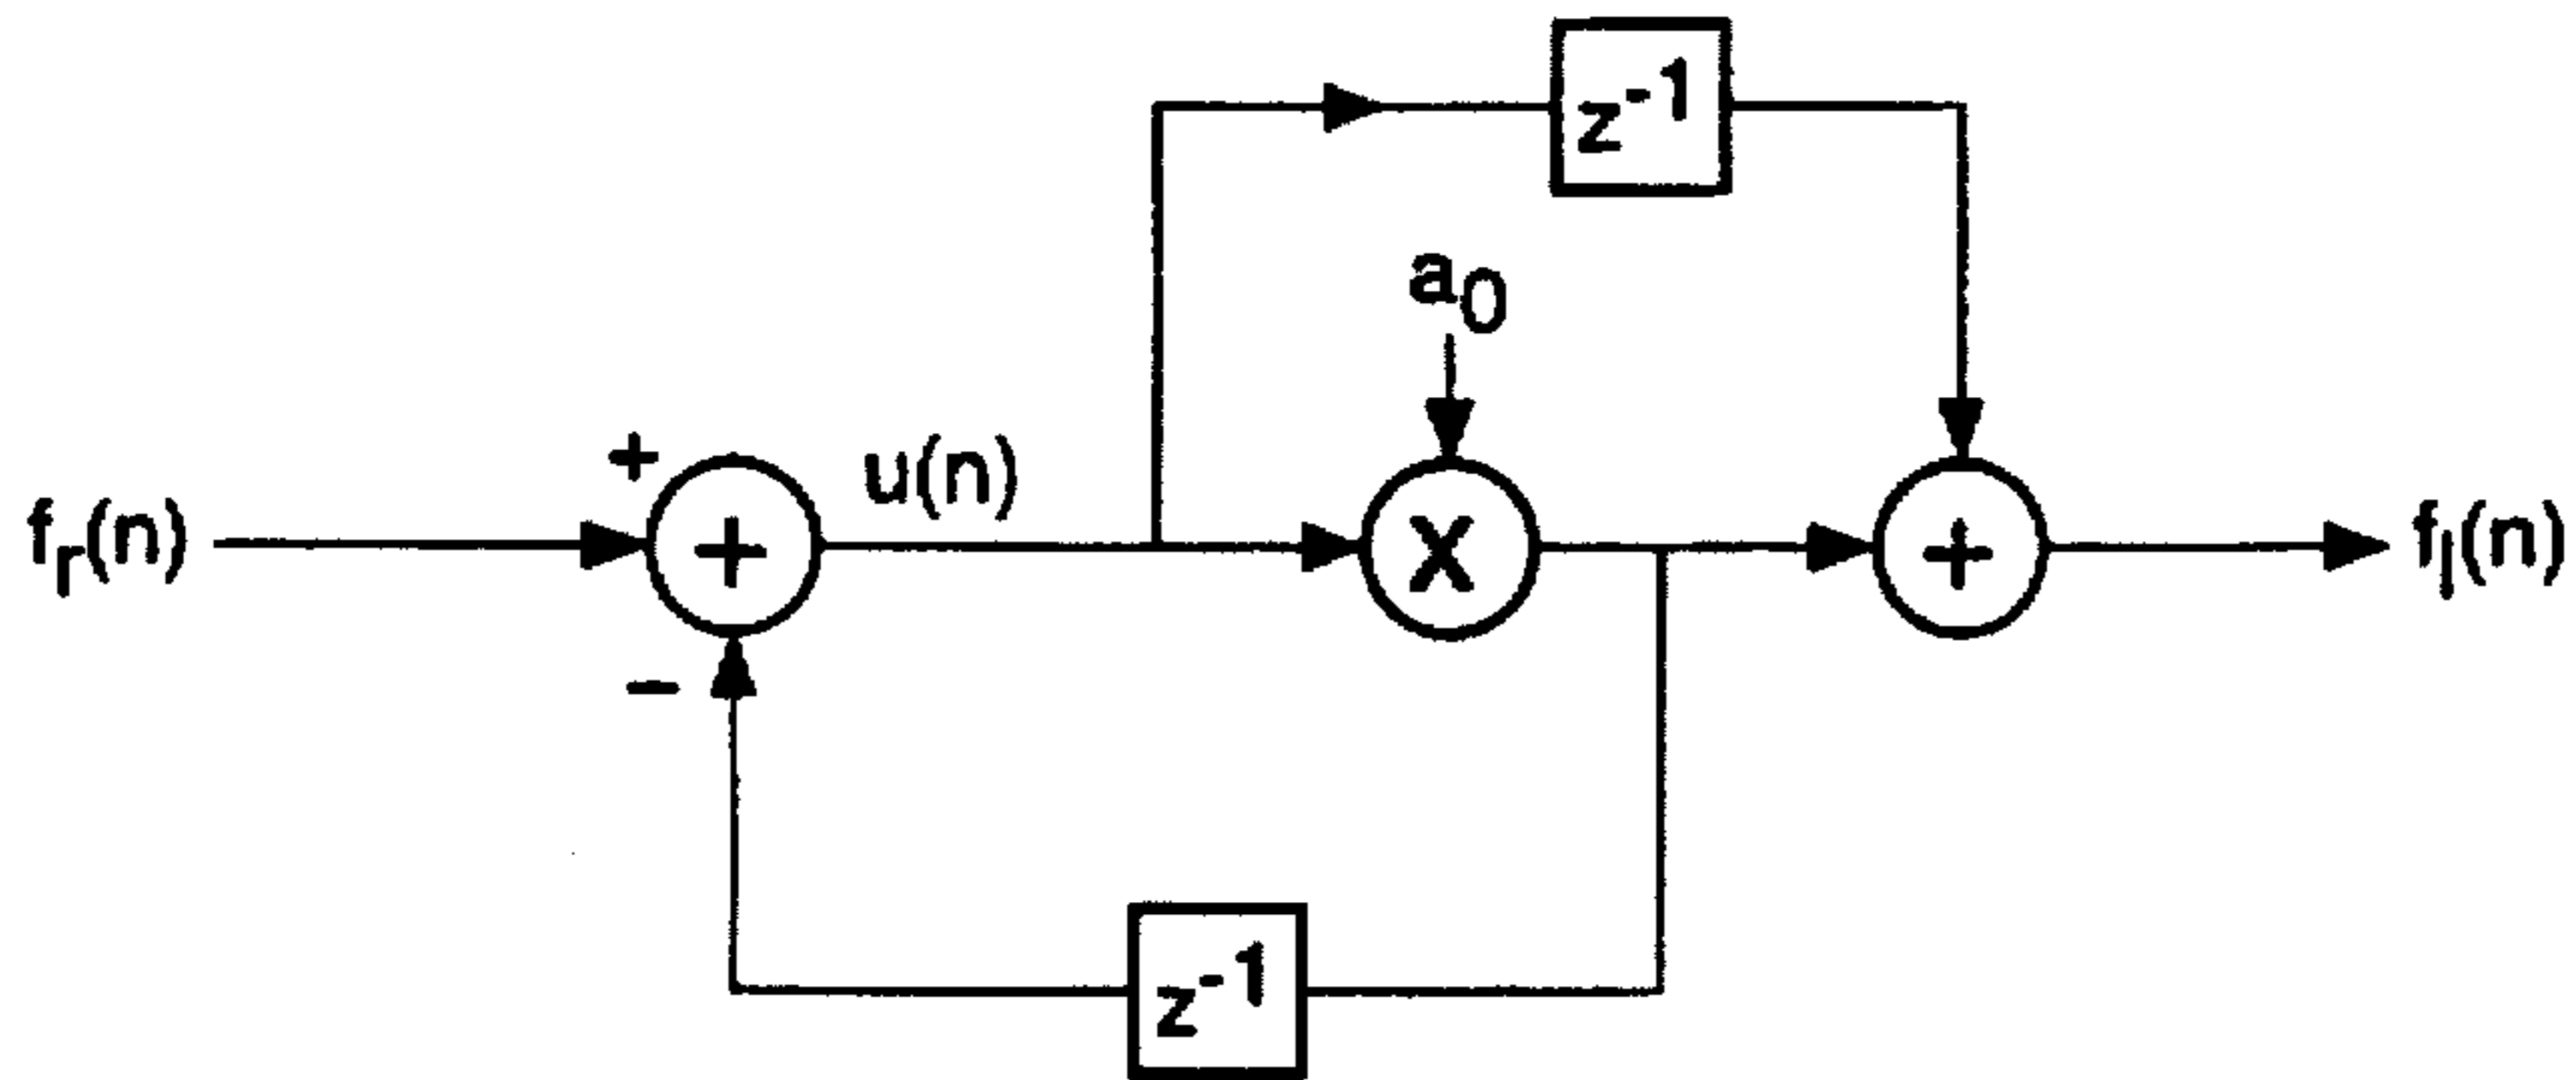 z⁻¹
a₀
+
u(n)
fᵣ(n)
+
x
+
fₗ(n)
−
z⁻¹